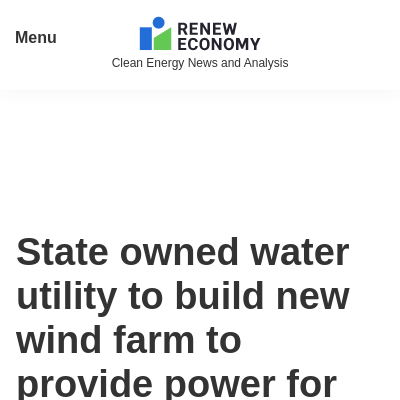 Menu
RENEW
ECONOMY
Clean Energy News and Analysis
State owned water
utility to build new
wind farm to
provide power for